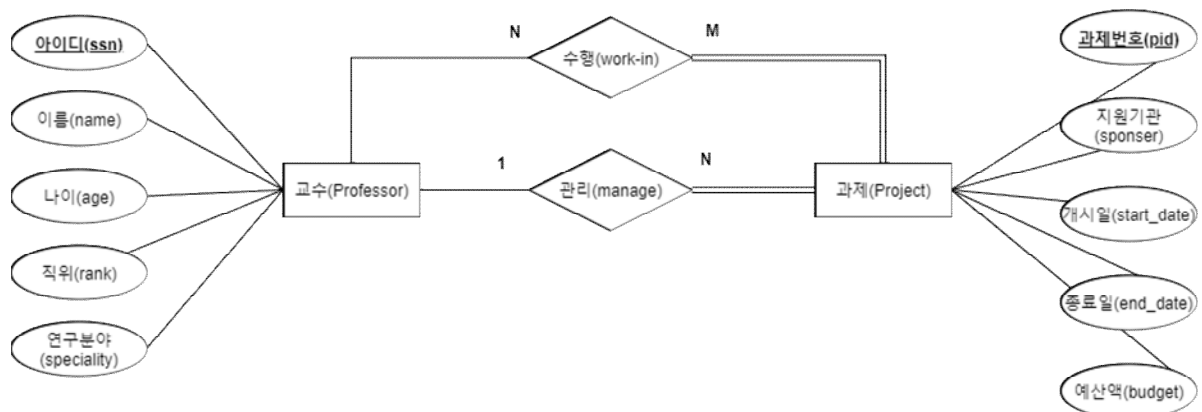 아이디(ssn)
이름(name)
나이(age)
직위(rank)
연구분야
(speciality)
교수(Professor)
N
수행(work-in)
M
1
관리(manage)
N
과제(Project)
과제번호(pid)
지원기관
(sponser)
개시일(start_date)
종료일(end_date)
예산액(budget)